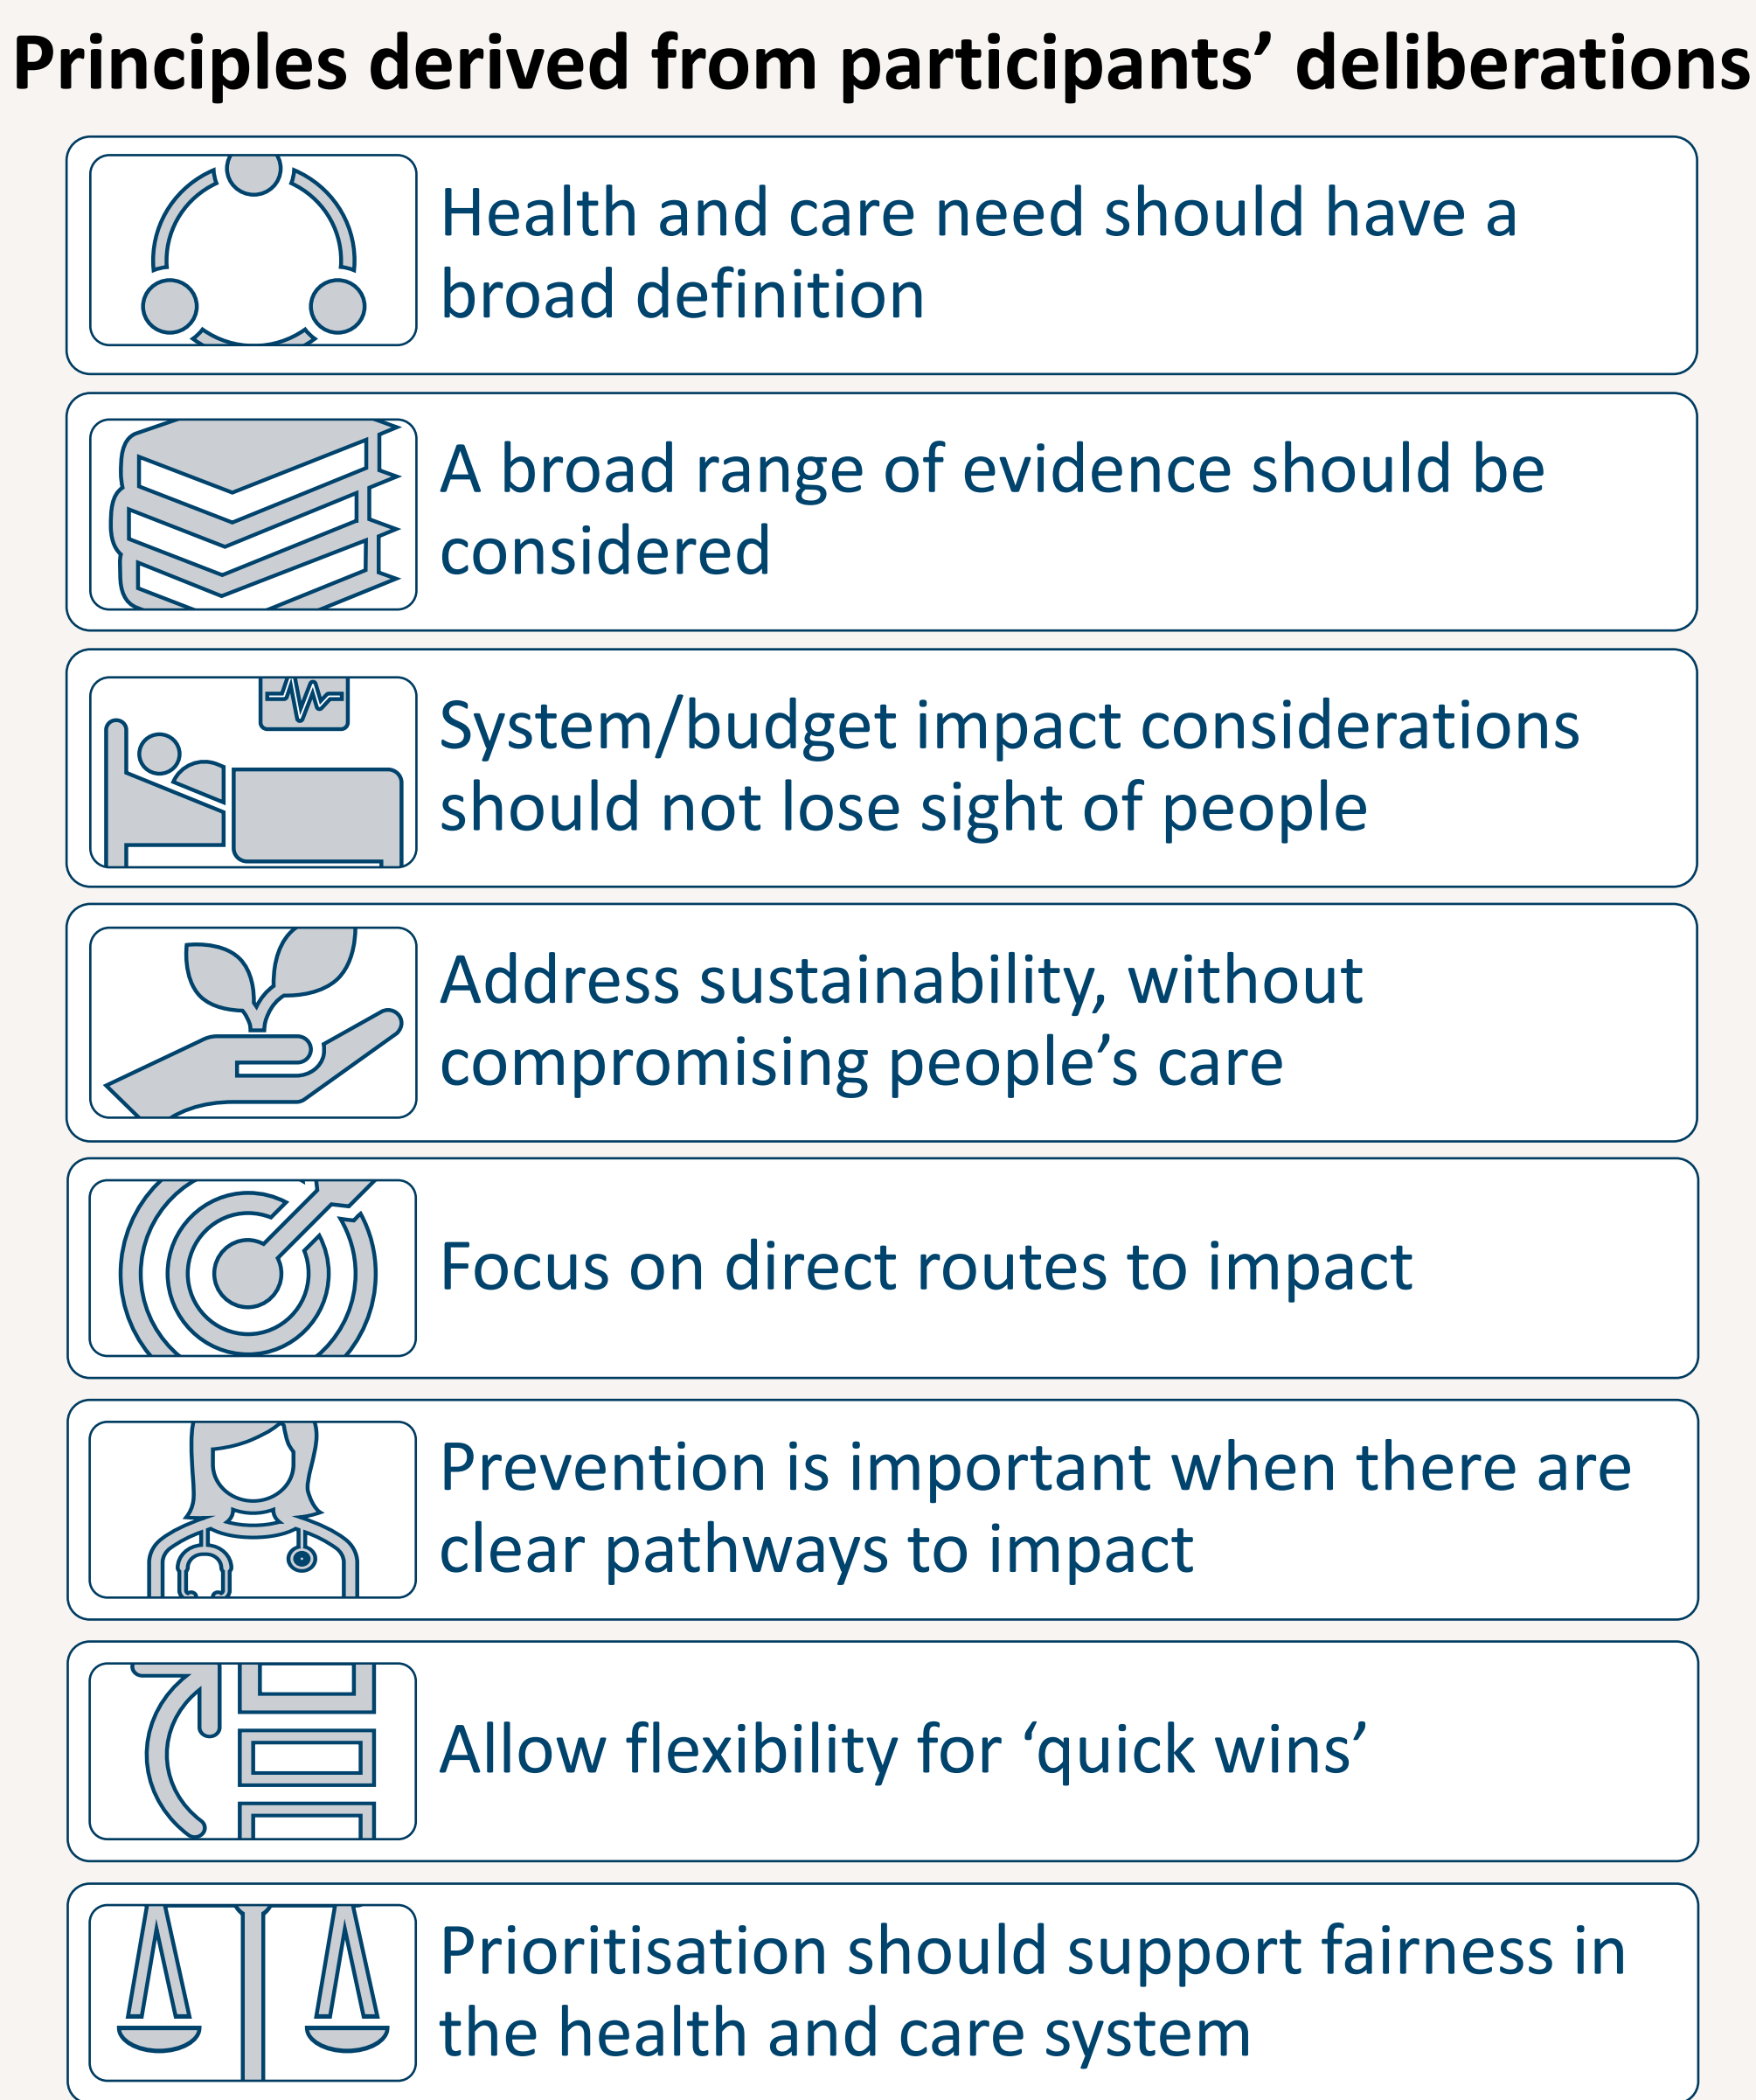 Principles derived from participants’ deliberations
Health and care need should have a
broad definition
A broad range of evidence should be
considered
System/budget impact considerations
should not lose sight of people
Address sustainability, without
compromising people’s care
Focus on direct routes to impact
Prevention is important when there are
clear pathways to impact
Allow flexibility for ‘quick wins’
Prioritisation should support fairness in
the health and care system